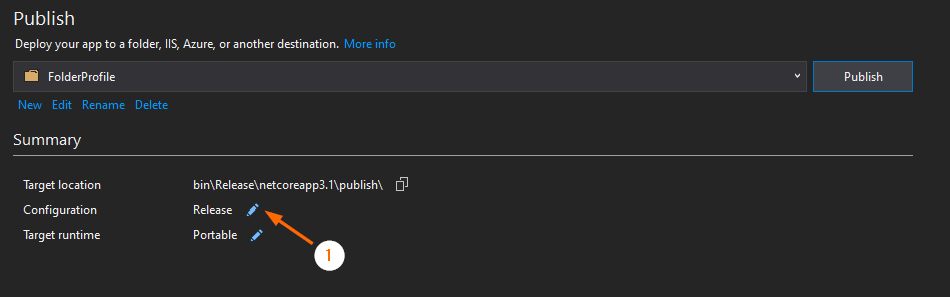 Publish
Deploy your app to a folder, IIS, Azure, or another destination. More info
FolderProfile Publish
New Edit Rename Delete
Summary
Target location bin\Release\netcoreapp3.1\publish\
Configuration Release
Target runtime Portable
1